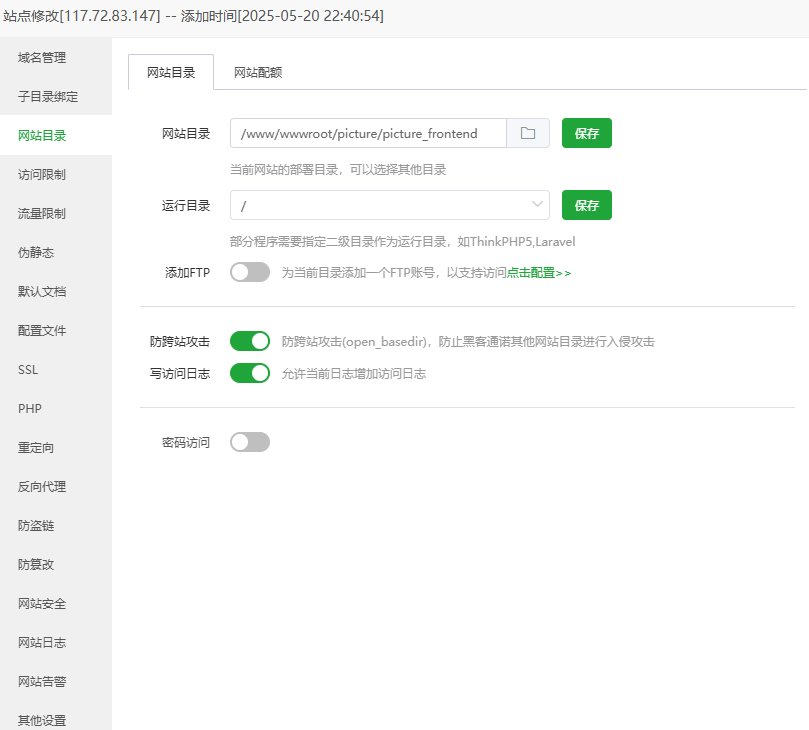 站点修改[117.72.83.147] -- 添加时间[2025-05-20 22:40:54]
域名管理
子目录绑定
网站目录
访问限制
流量限制
伪静态
默认文档
配置文件
SSL
PHP
重定向
反向代理
防盗链
防篡改
网站安全
网站日志
网站告警
其他设置
网站目录
网站配额
网站目录
/www/wwwroot/picture/picture_frontend
保存
当前网站的部署目录，可以选择其他目录
运行目录
/
保存
部分程序需要指定二级目录作为运行目录，如ThinkPHP5,Laravel
添加FTP
为当前目录添加一个FTP账号，以支持访问点击配置>>
防跨站攻击
防跨站攻击(open_basedir)，防止黑客通诺其他网站目录进行入侵攻击
写访问日志
允许当前日志增加访问日志
密码访问